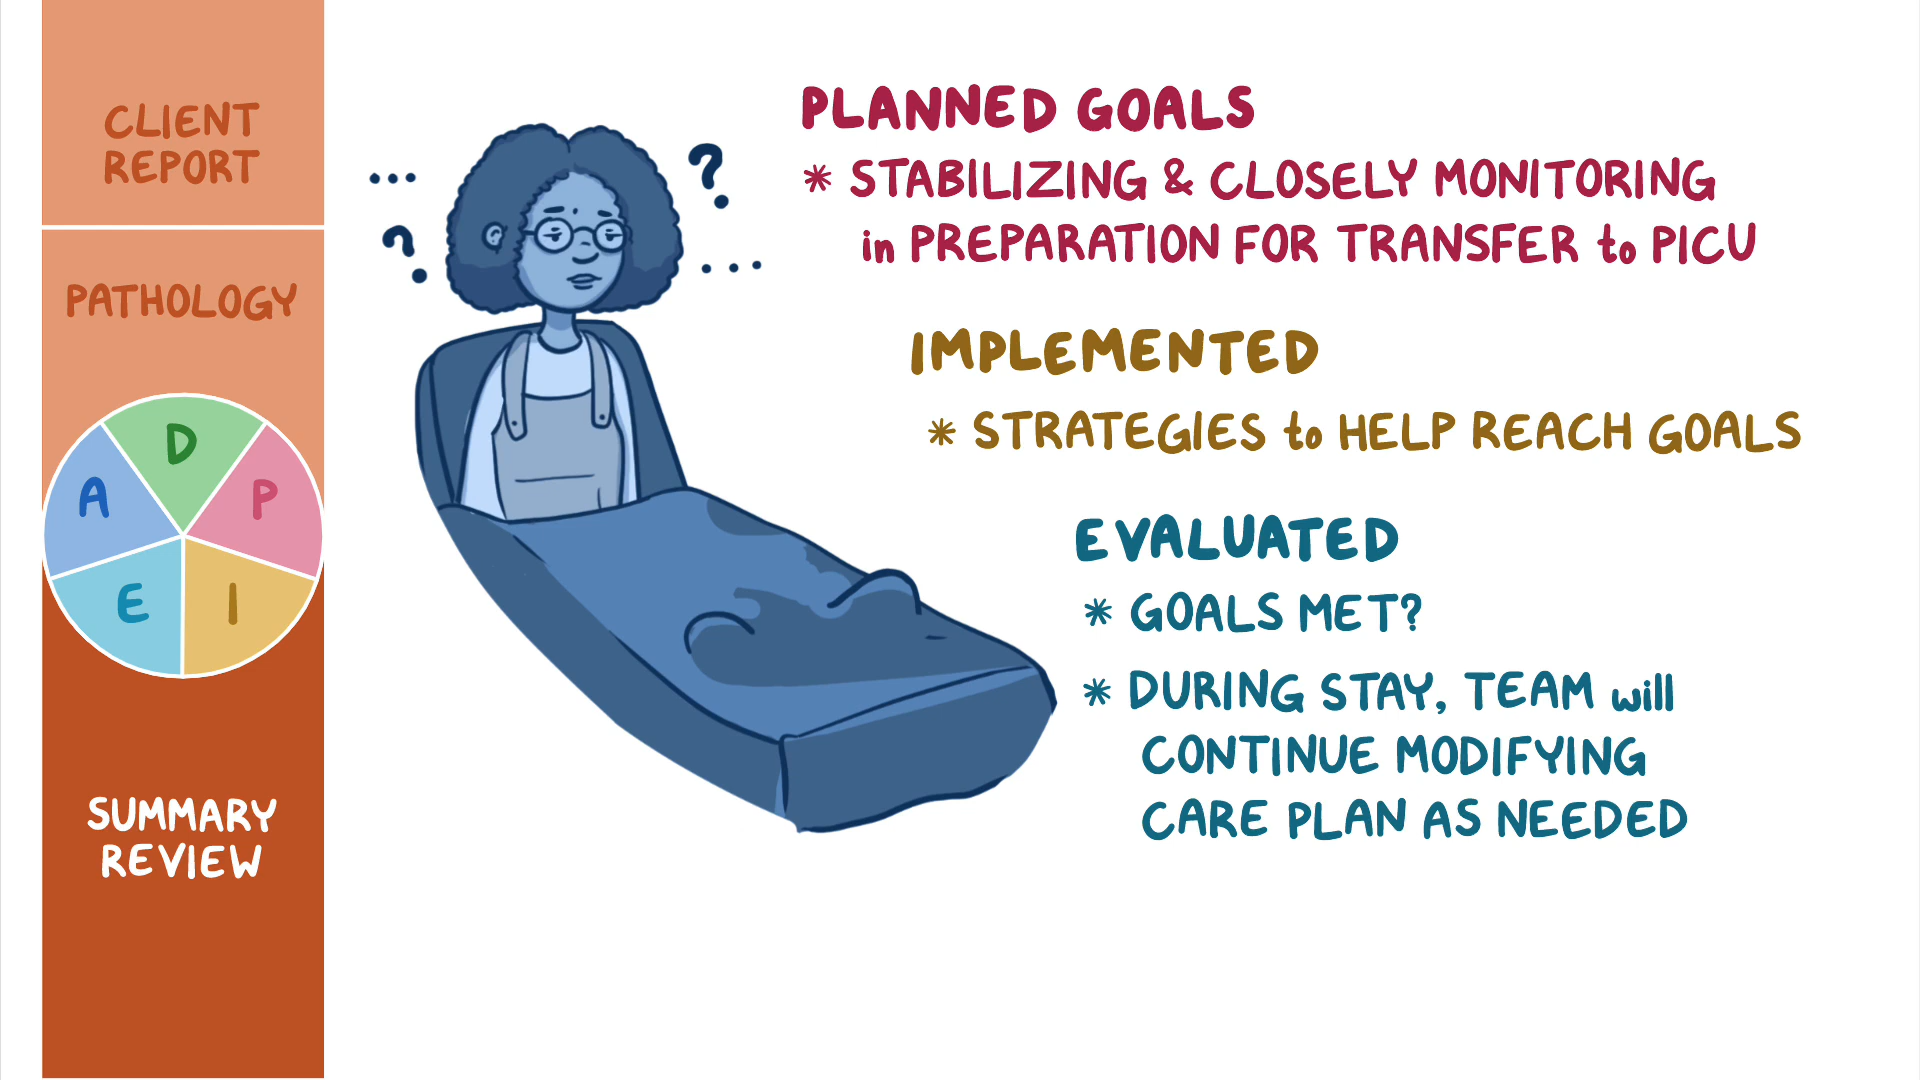 CLIENT
REPORT
PATHOLOGY
A
D
P
E
I
SUMMARY
REVIEW
...
?
?
...
PLANNED GOALS
* STABILIZING & CLOSELY MONITORING
in PREPARATION FOR TRANSFER to PICU
IMPLEMENTED
* STRATEGIES to HELP REACH GOALS
EVALUATED
* GOALS MET?
* DURING STAY, TEAM will
CONTINUE MODIFYING
CARE PLAN AS NEEDED